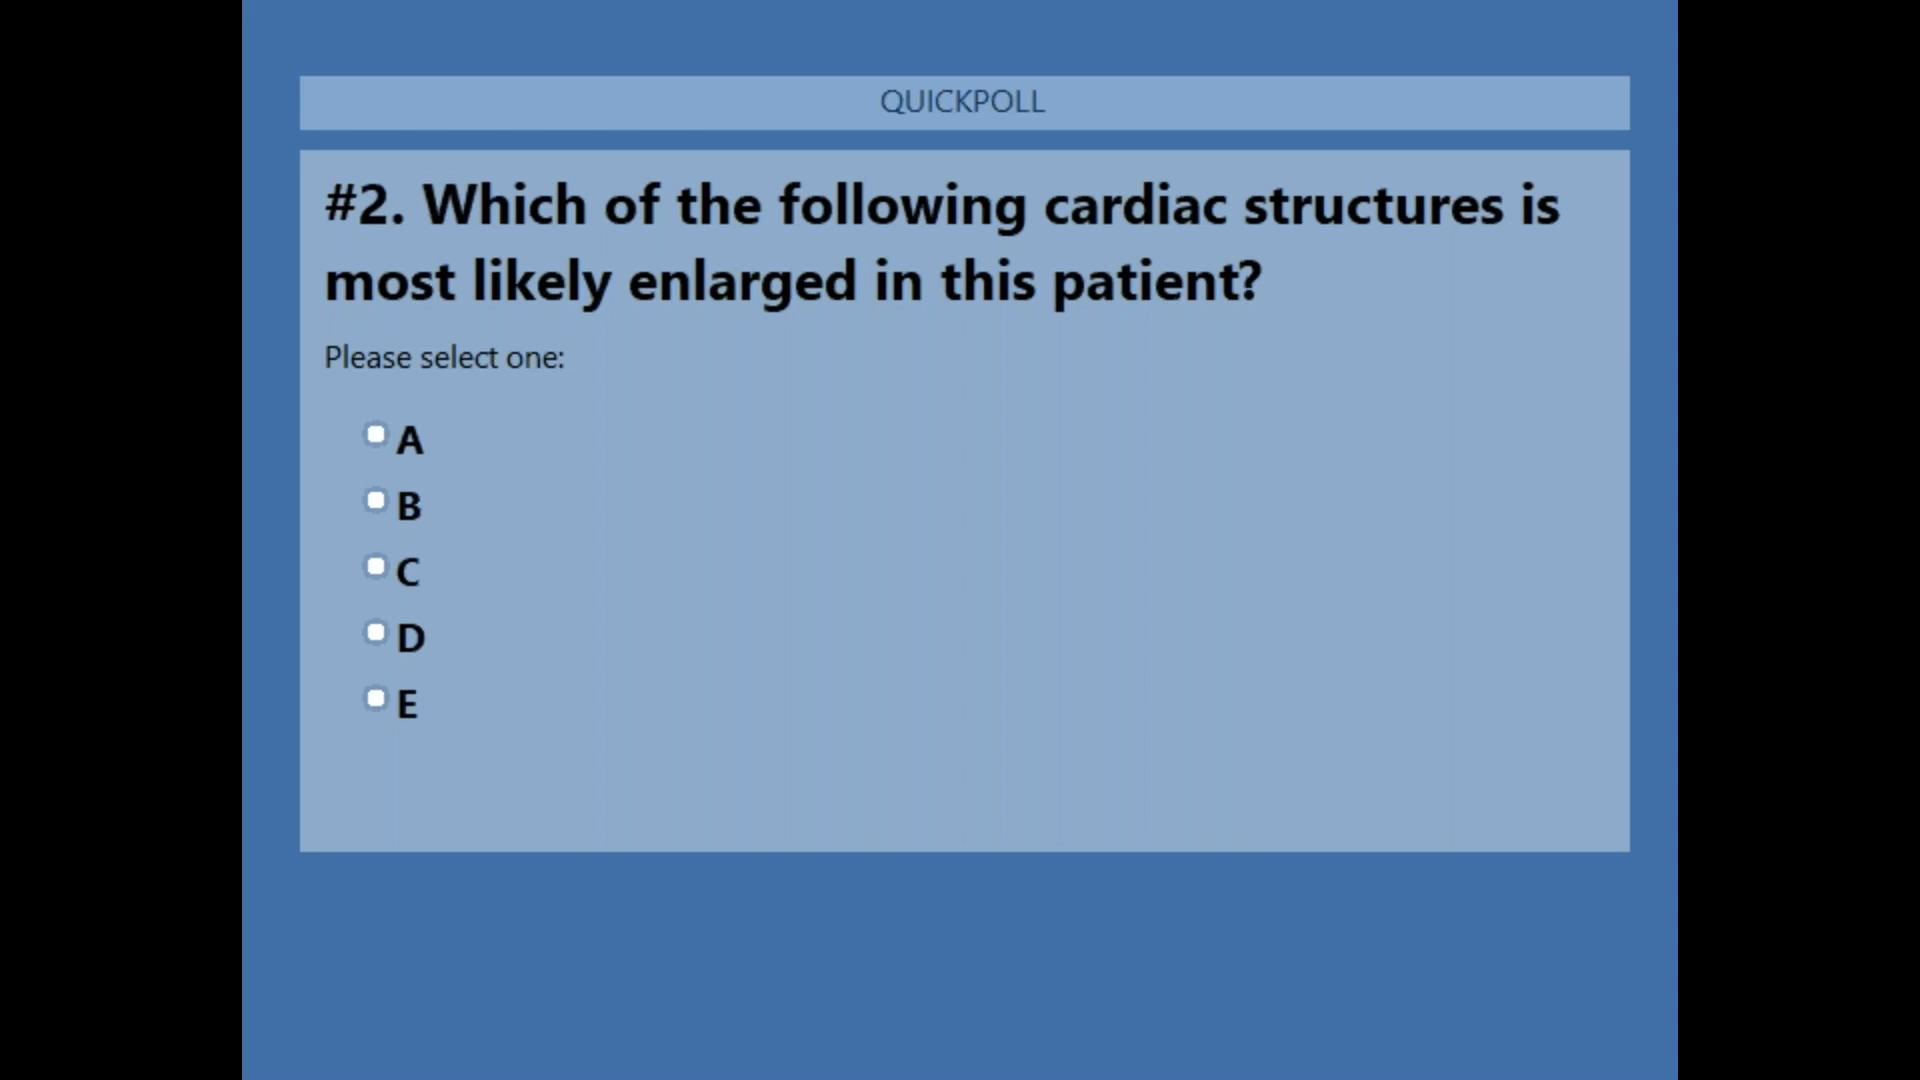 QUICKPOLL
#2. Which of the following cardiac structures is
most likely enlarged in this patient?
Please select one:
A
B
C
D
E